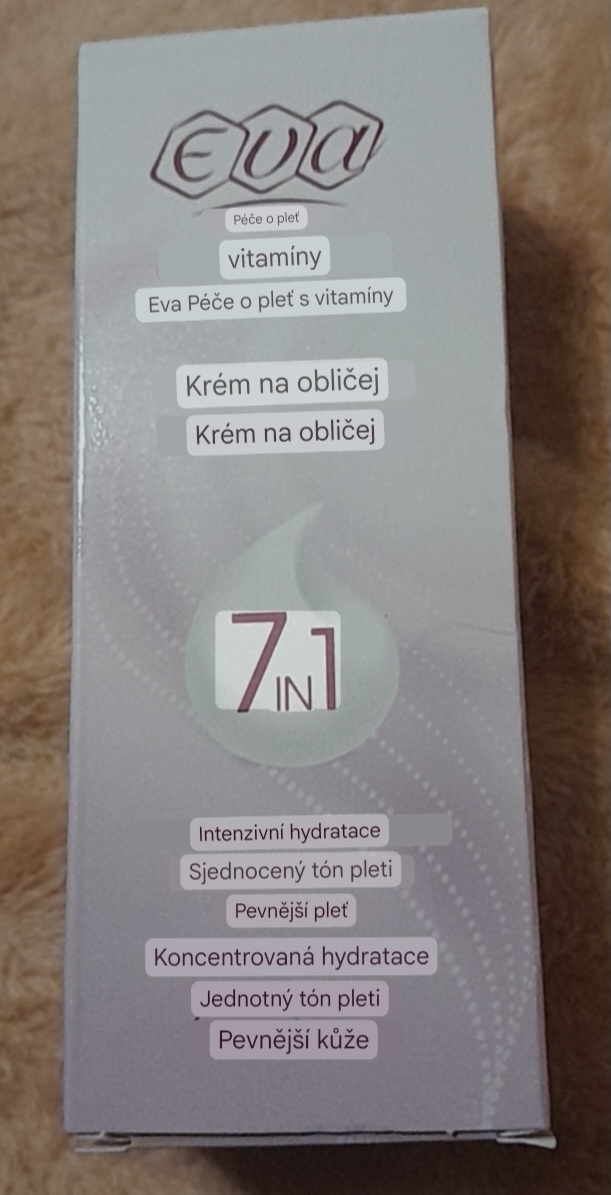 Eva
Péče o pleť
vitamíny
Eva Péče o pleť s vitamíny
Krém na obličej
Krém na obličej
7 IN 1
Intenzivní hydratace
Sjednocený tón pleti
Pevnější pleť
Koncentrovaná hydratace
Jednotný tón pleti
Pevnější kůže